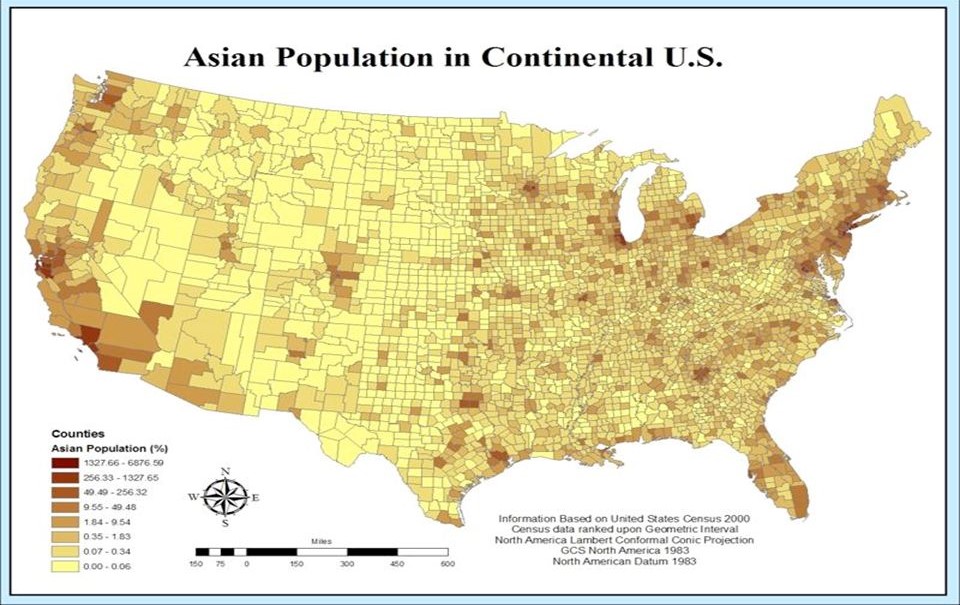 Asian Population in Continental U.S.
Counties
Asian Population (%)
1327.66 - 6876.59
256.33 - 1327.65
49.49 - 256.32
9.55 - 49.48
1.84 - 9.54
0.35 - 1.83
0.07 - 0.34
0.00 - 0.06
N
W E
S
Miles
150 75 0 150 300 450 600
Information Based on United States Census 2000
Census data ranked upon Geometric Interval
North America Lambert Conformal Conic Projection
GCS North America 1983
North American Datum 1983